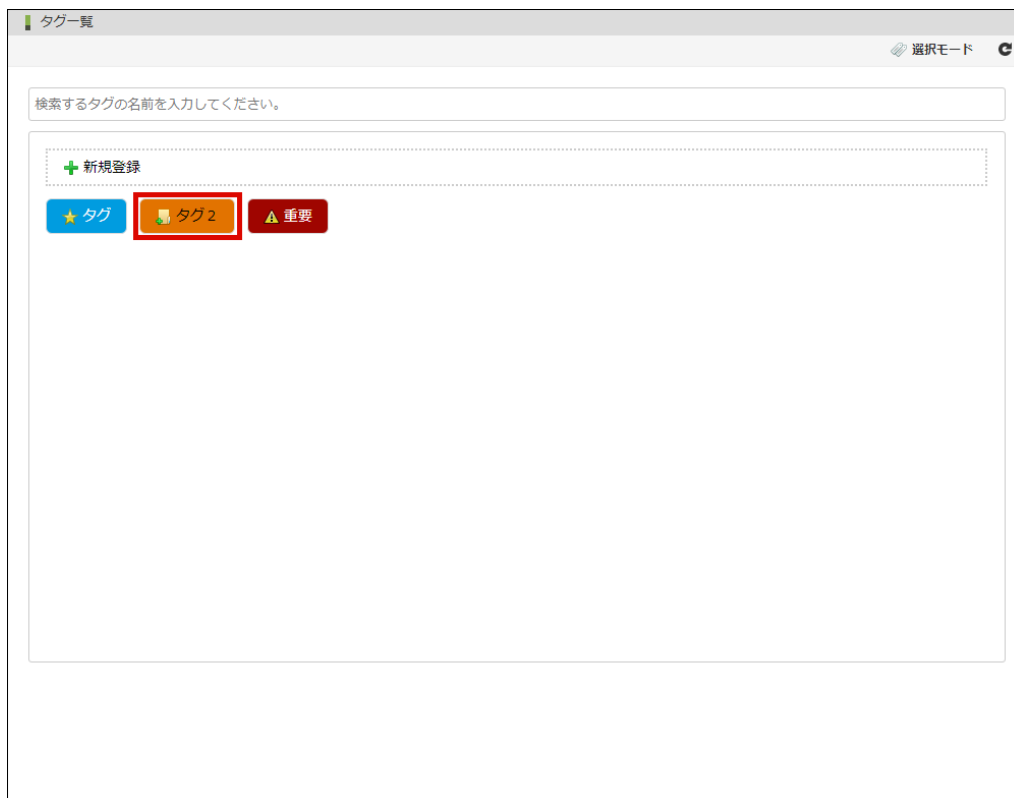 タグ一覧
選択モード
検索するタグの名前を入力してください。
新規登録
タグ タグ２ 重要